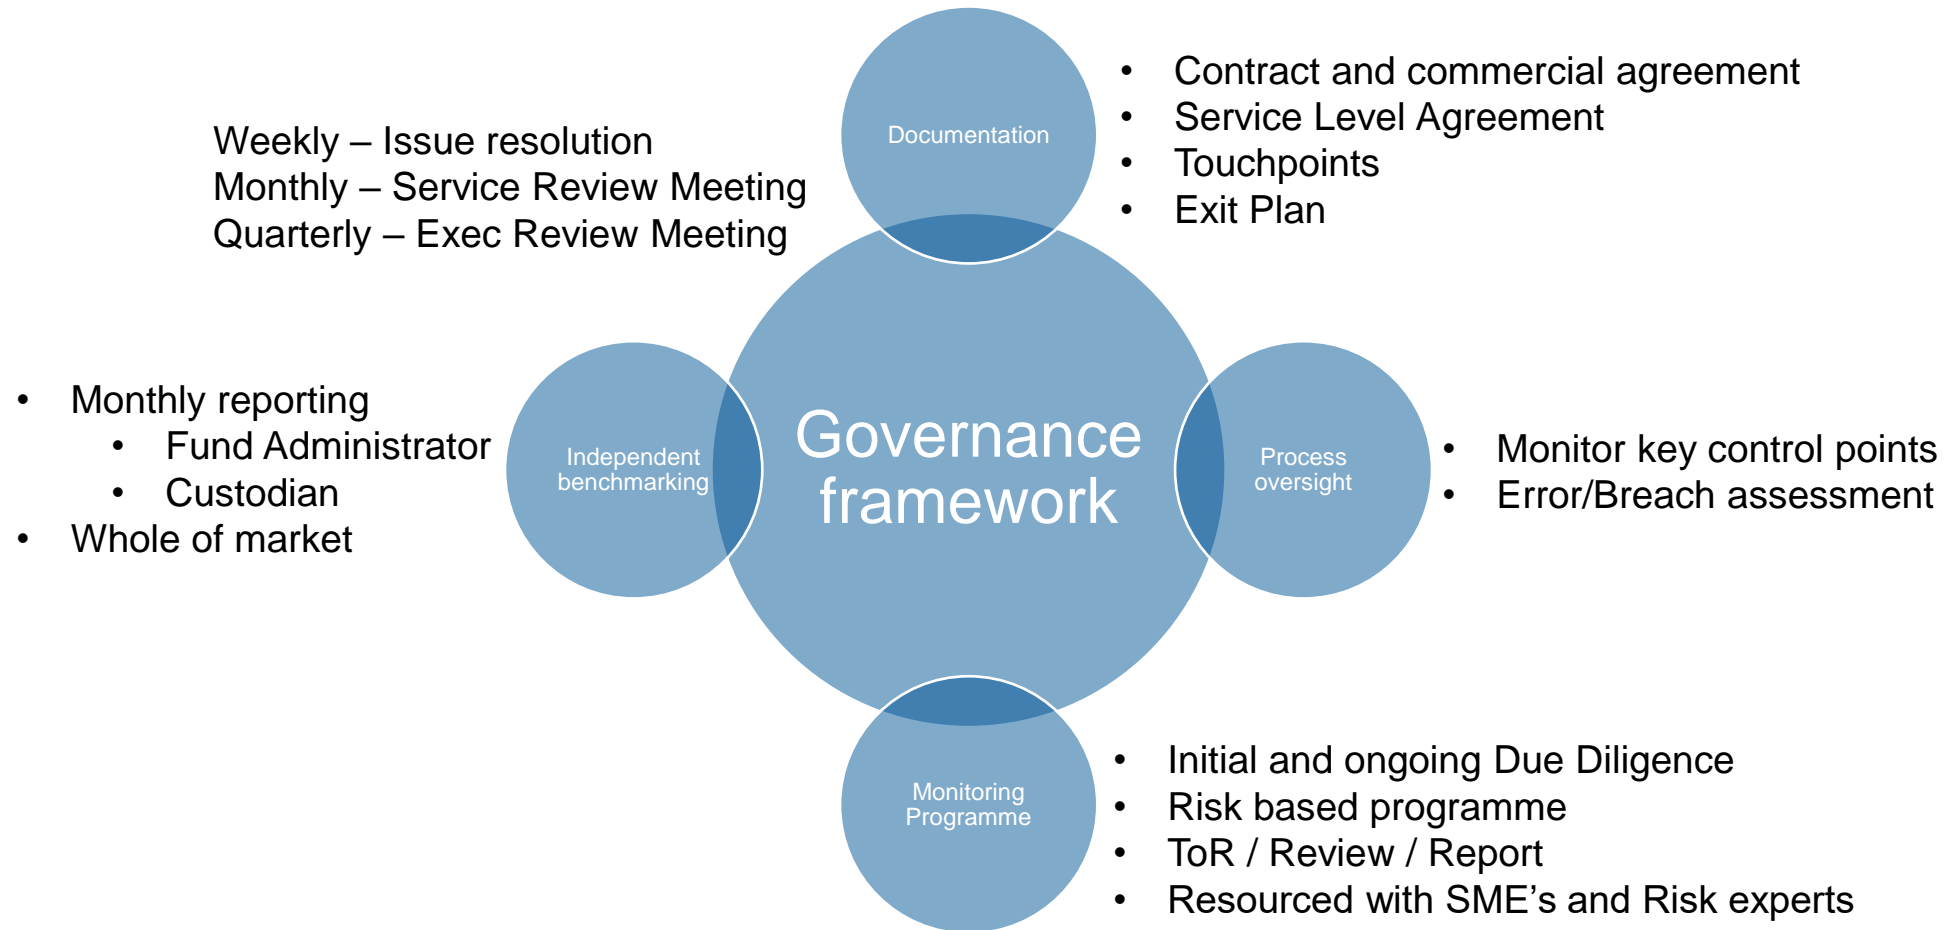 Documentation
• Contract and commercial agreement
• Service Level Agreement
• Touchpoints
• Exit Plan
Weekly – Issue resolution
Monthly – Service Review Meeting
Quarterly – Exec Review Meeting
• Monthly reporting
• Fund Administrator
• Custodian
• Whole of market
Independent
benchmarking
Governance
framework
Process
oversight
• Monitor key control points
• Error/Breach assessment
Monitoring
Programme
• Initial and ongoing Due Diligence
• Risk based programme
• ToR / Review / Report
• Resourced with SME’s and Risk experts